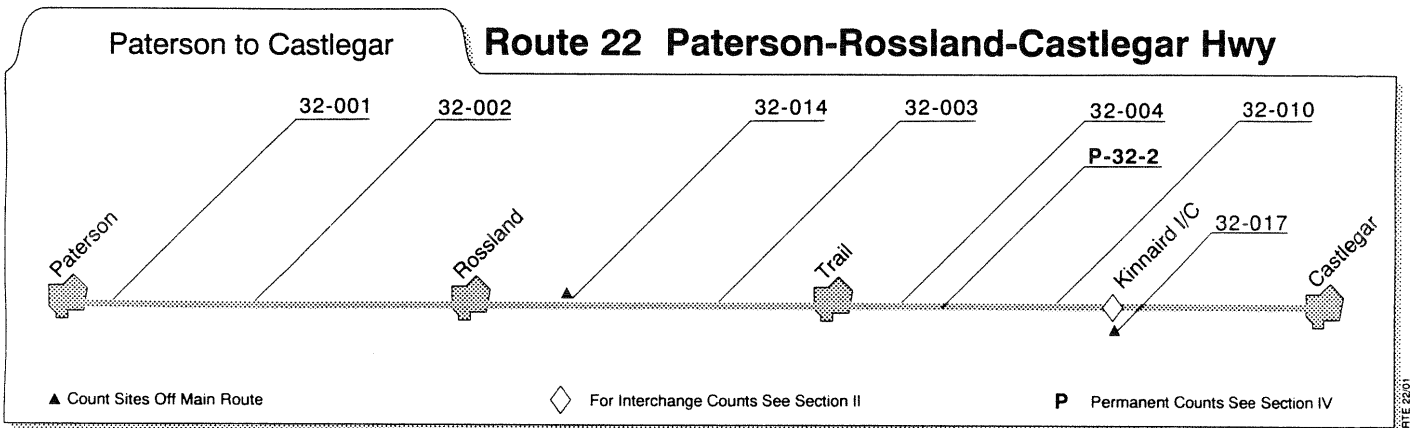 Paterson to Castlegar
Route 22 Paterson-Rossland-Castlegar Hwy
32-001
32-002
32-014
32-003
32-004
32-010
P-32-2
32-017
Paterson
Rossland
Trail
Kinnaird I/C
Castlegar
▲ Count Sites Off Main Route
For Interchange Counts See Section II
P Permanent Counts See Section IV
RTE 22/01